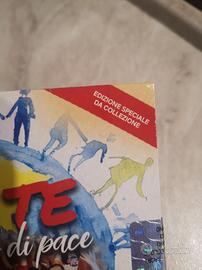 EDIZIONE SPECIALE
DA COLLEZIONE
TE
di pace